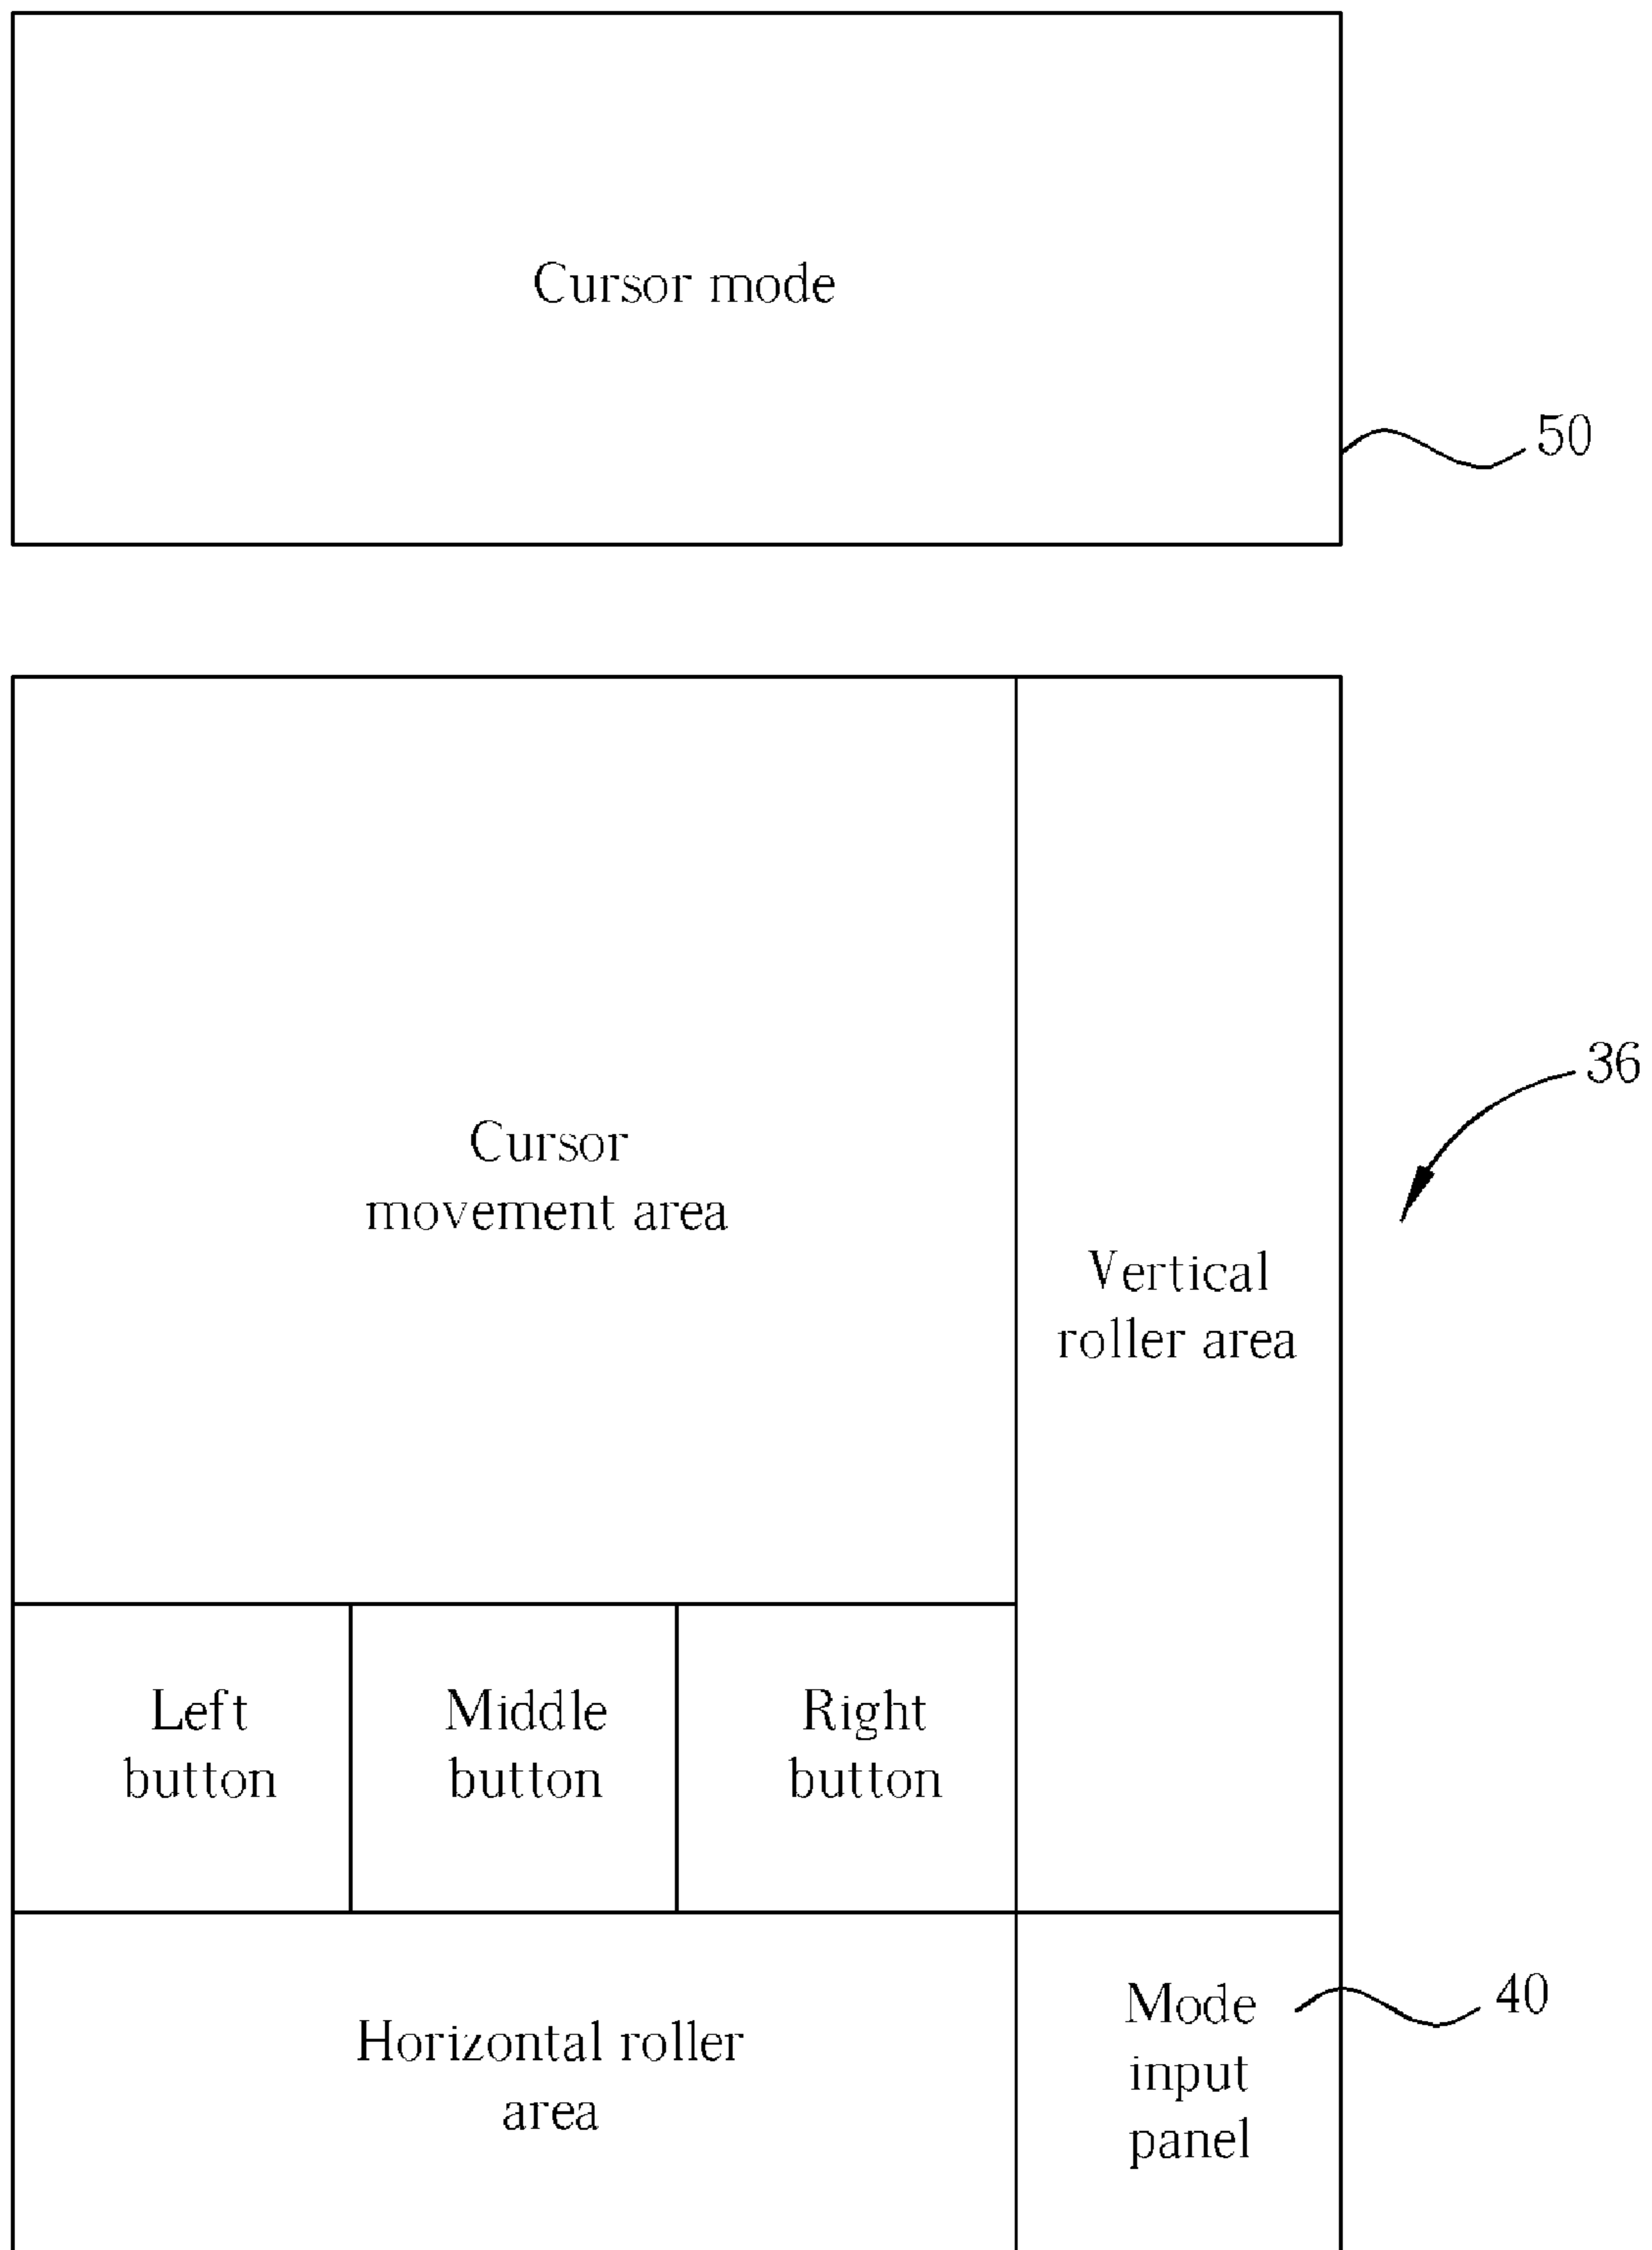 Cursor mode
50
36
Cursor
movement area
Vertical
roller area
Left
button
Middle
button
Right
button
Horizontal roller
area
Mode
input
panel
40